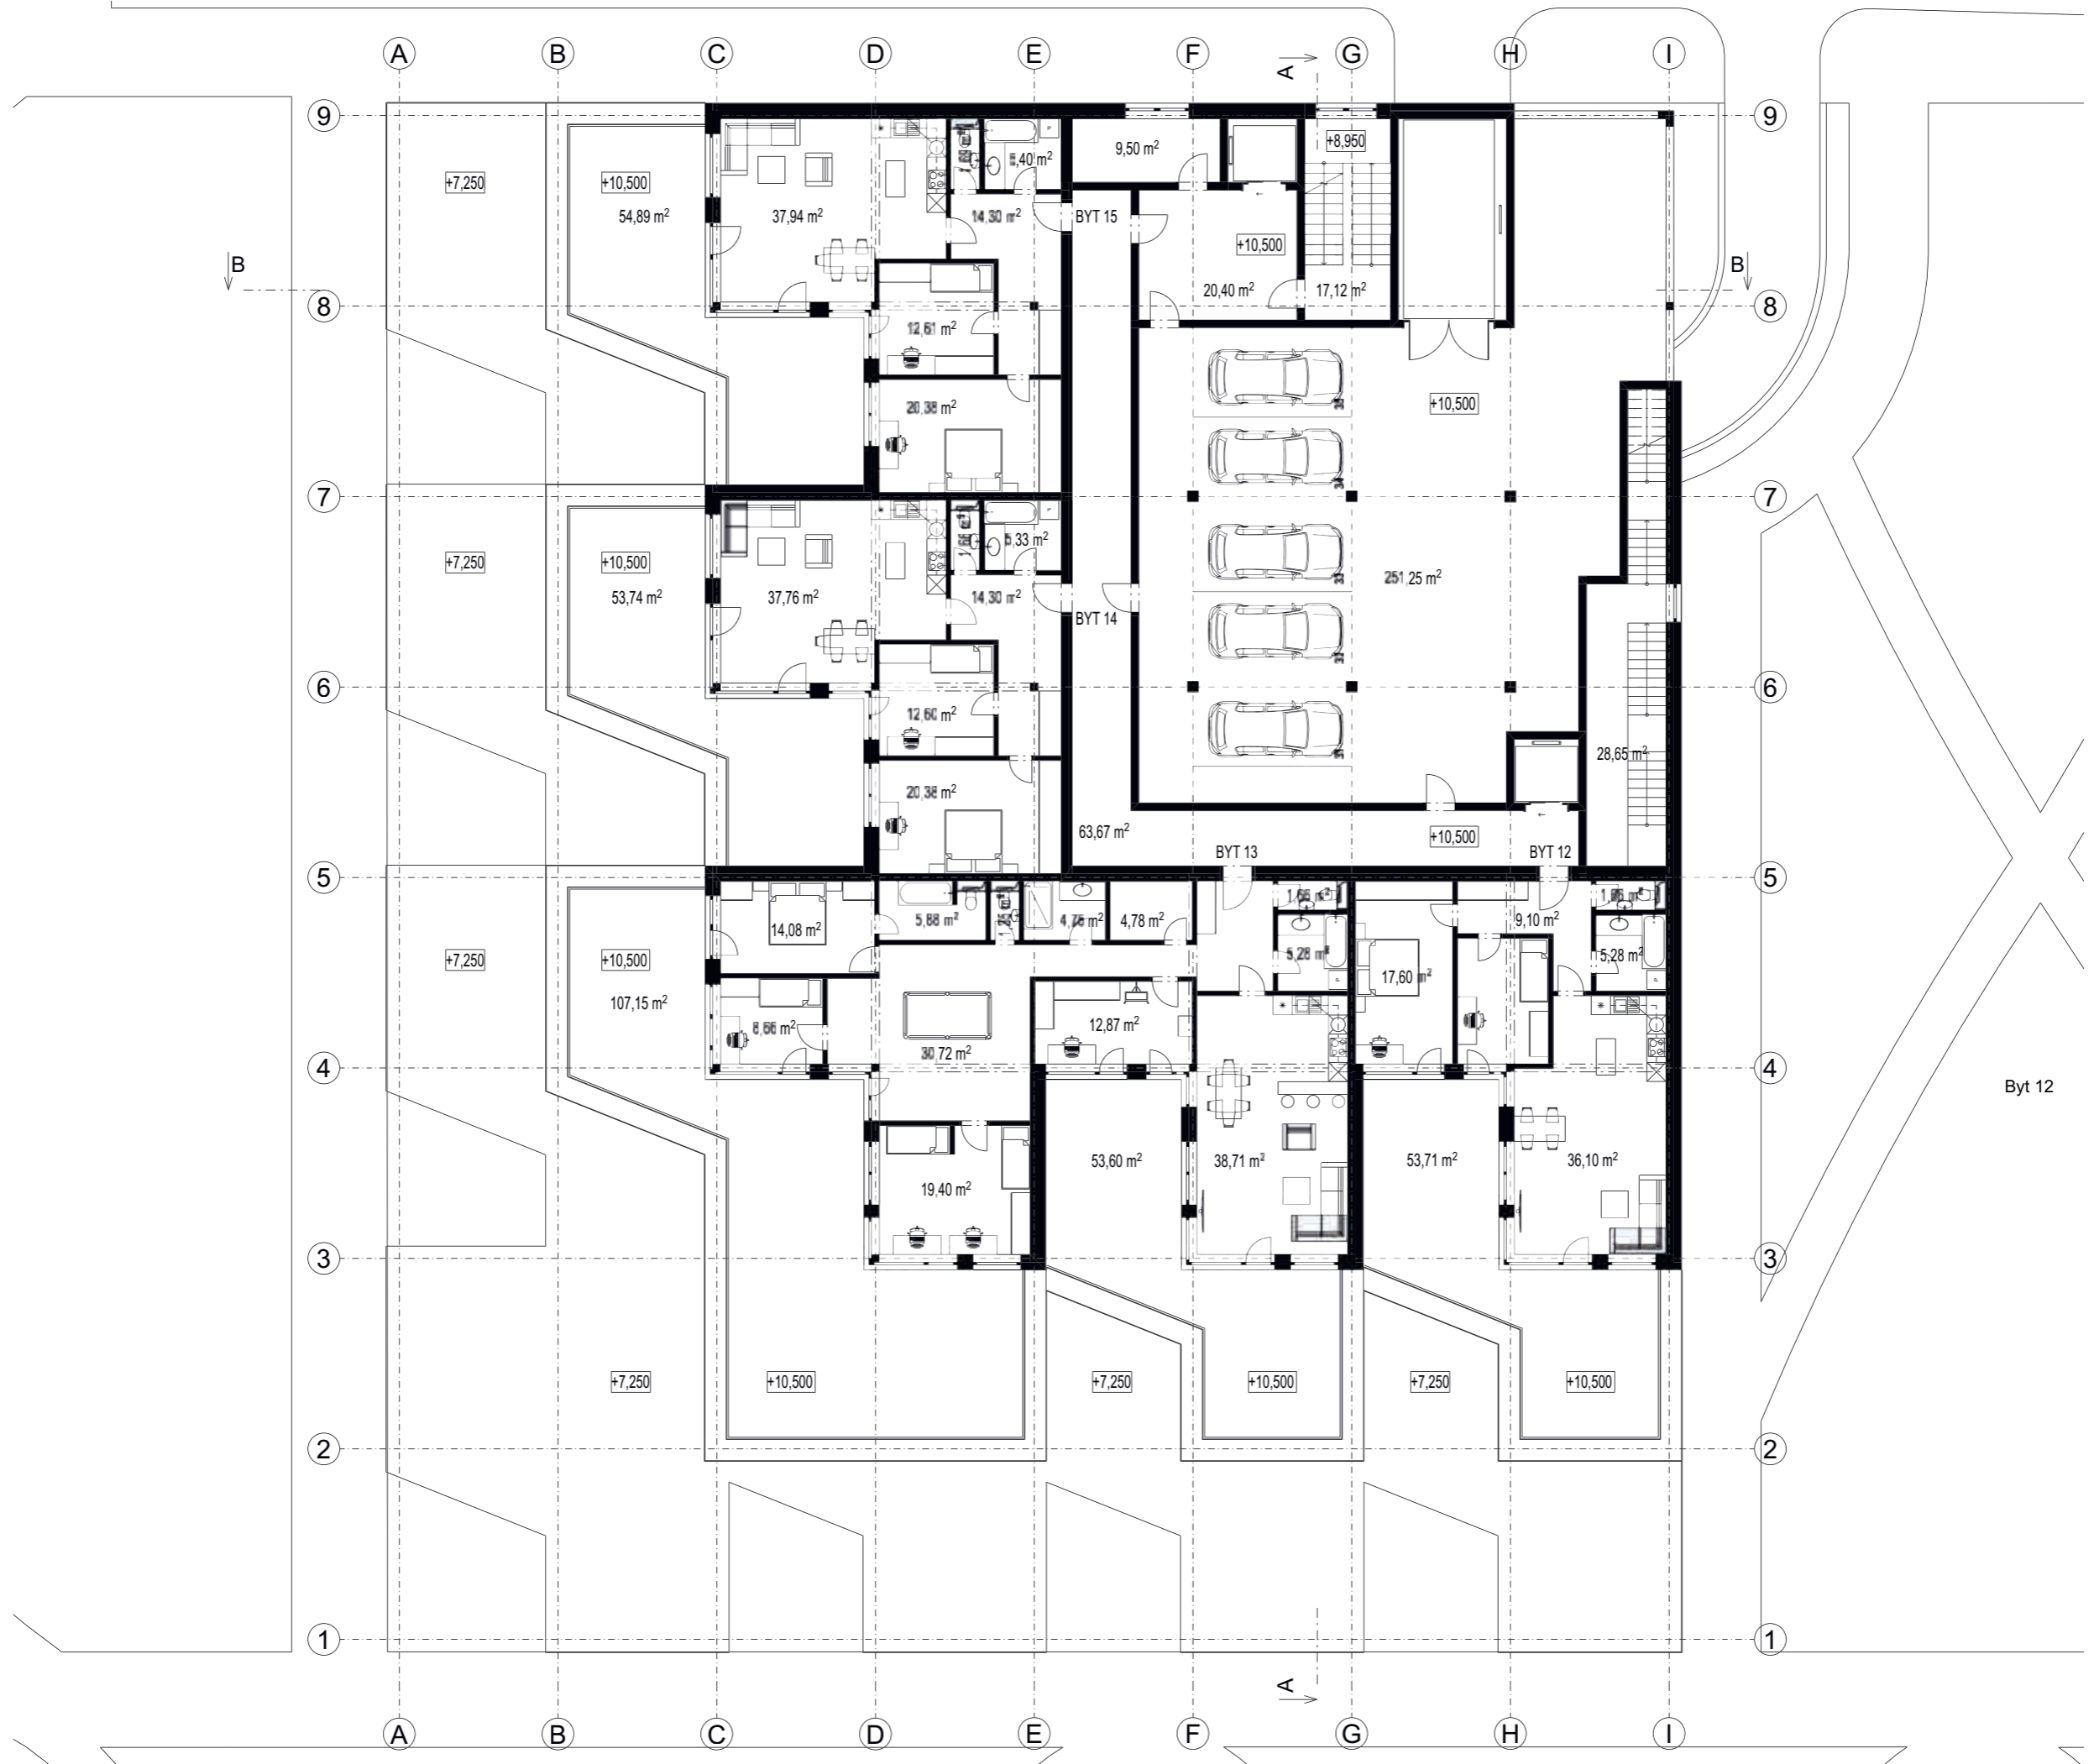 A B C D E F G H I
A
9 9
+8,950
9,50 m²
,40 m²
+7,250 +10,500
54,89 m² 37,94 m² 14,30 m² BYT 15
+10,500
B B
20,40 m² 17,12 m²
8 8
12,61 m²
20,38 m² +10,500
7 7
5,33 m²
+7,250 +10,500
251,25 m²
53,74 m² 37,76 m² 14,30 m²
BYT 14
6 6
12,60 m²
28,65 m²
20,38 m²
63,67 m² +10,500
BYT 13 BYT 12
5 5
14,08 m² 5,88 m² 4,78 m² 9,10 m²
5,28 m² 5,28 m²
+7,250 +10,500
17,60 m²
107,15 m²
8,66 m² 12,87 m²
30,72 m²
4 4
Byt 12
53,60 m² 38,71 m² 53,71 m² 36,10 m²
19,40 m²
3 3
+7,250 +10,500 +7,250 +10,500 +7,250 +10,500
2 2
1 1
A
A B C D E F G H I